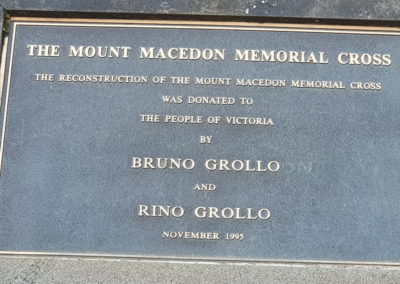 THE MOUNT MACEDON MEMORIAL CROSS
THE RECONSTRUCTION OF THE MOUNT MACEDON MEMORIAL CROSS
WAS DONATED TO
THE PEOPLE OF VICTORIA
BY
BRUNO GROLLO
AND
RINO GROLLO
NOVEMBER 1995